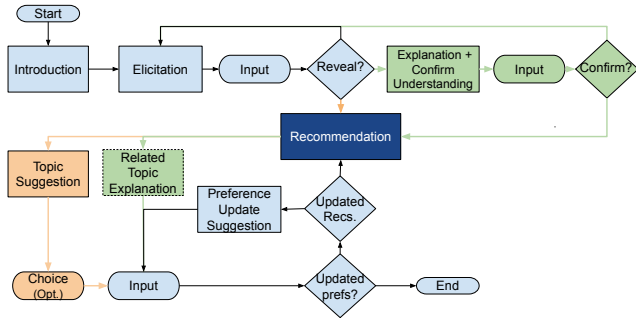 Start
Introduction
Elicitation
Input
Reveal?
Explanation +
Confirm
Understanding
Input
Confirm?
Recommendation
Topic
Suggestion
Related
Topic
Explanation
Preference
Update
Suggestion
Updated
Recs.
Choice
(Opt.)
Input
Updated
prefs?
End